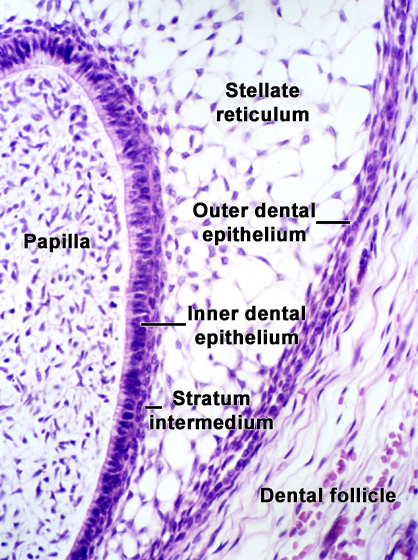 Stellate
reticulum
Outer dental
epithelium
Papilla
Inner dental
epithelium
Stratum
intermedium
Dental follicle